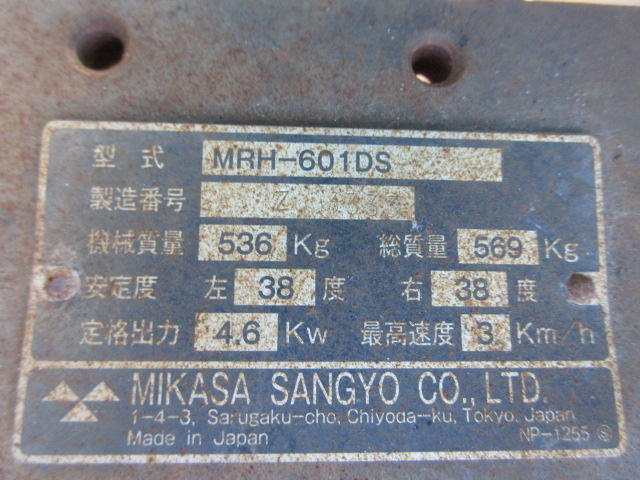 型式 MRH-601DS
製造番号 Z
機械質量 536 Kg 総質量 569 Kg
安定度 左 38 度 右 38 度
定格出力 4.6 Kw 最高速度 3 Km/h
MIKASA SANGYO CO., LTD.
1-4-3, Sarugaku-cho, Chiyoda-ku, Tokyo, Japan
Made in Japan NP-1255 Ⓢ